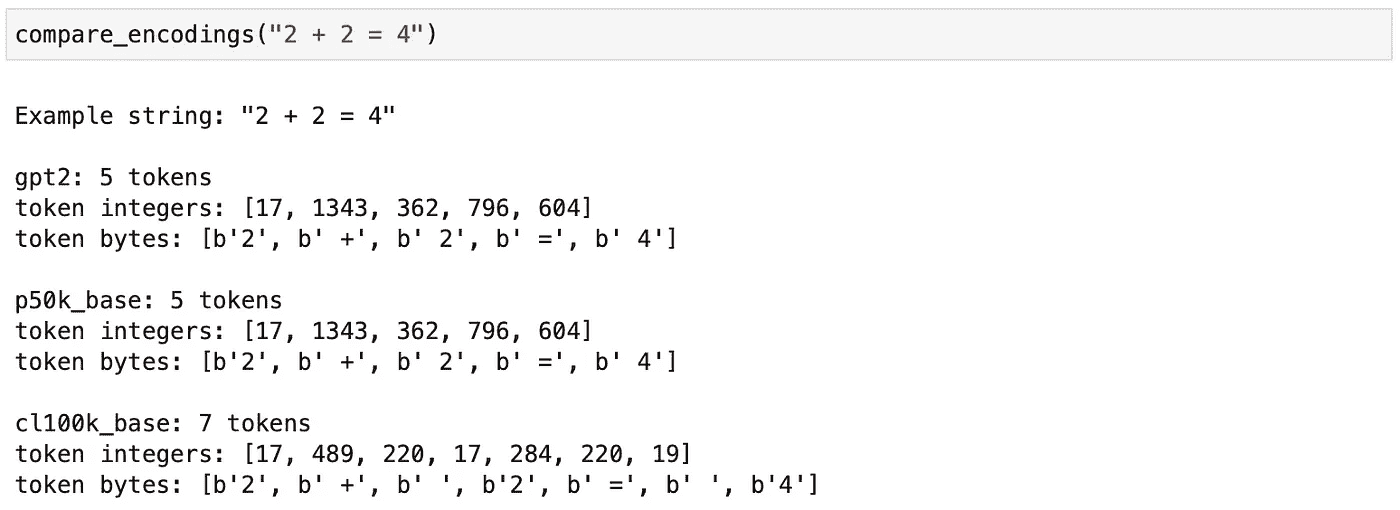 compare_encodings("2 + 2 = 4")
Example string: "2 + 2 = 4"
gpt2: 5 tokens
token integers: [17, 1343, 362, 796, 604]
token bytes: [b'2', b' +', b' 2', b' =', b' 4']
p50k_base: 5 tokens
token integers: [17, 1343, 362, 796, 604]
token bytes: [b'2', b' +', b' 2', b' =', b' 4']
cl100k_base: 7 tokens
token integers: [17, 489, 220, 17, 284, 220, 19]
token bytes: [b'2', b' +', b' ', b'2', b' =', b' ', b'4']